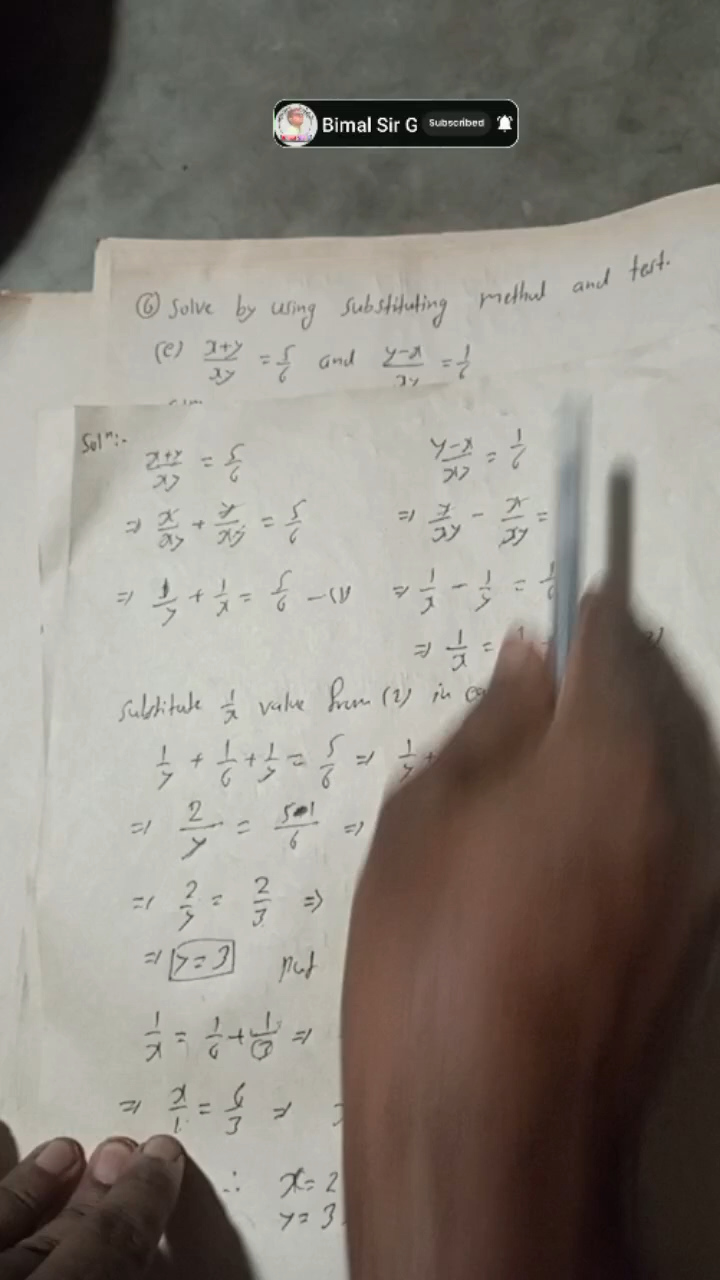 Bimal Sir G Subscribed
⑥ Solve by using substituting method and test.
(e) x+y/xy = 5/6 and y-x/xy = 1/6
Solⁿ:-
x+y/xy = 5/6    y-x/xy = 1/6
=> x/xy + y/xy = 5/6    => y/xy - x/xy =
=> 1/y + 1/x = 5/6 -(1)    => 1/x - 1/y = 1/6
=> 1/x =
substitute 1/x value from (2) in
1/y + 1/6 + 1/y = 5/6 => 1/y +
=> 2/y = 5-1/6 =>
=> 2/y = 2/3 =>
=> y = 3 put
1/x = 1/6 + 1/3 =>
=> x/1 = 6/3 =>
∴ x = 2
y = 3